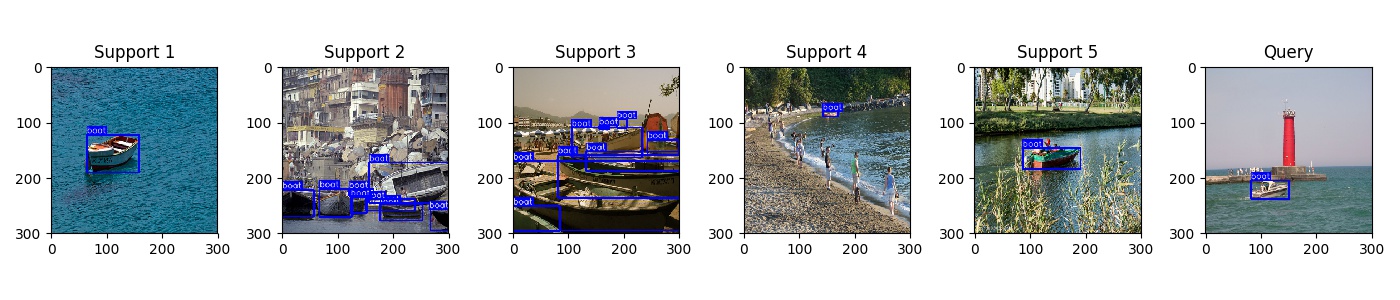 Support 1 Support 2 Support 3 Support 4 Support 5 Query
0 0 0 0 0 0
boat
boat boat
boat boat boat
100 100 100 100 100 100
boat
boat
boat boat
boat boat
200 200 200 200 200 200
boat boat boat boat boat
boat boat
300 300 300 300 300 300
0 100 200 300 0 100 200 300 0 100 200 300 0 100 200 300 0 100 200 300 0 100 200 300